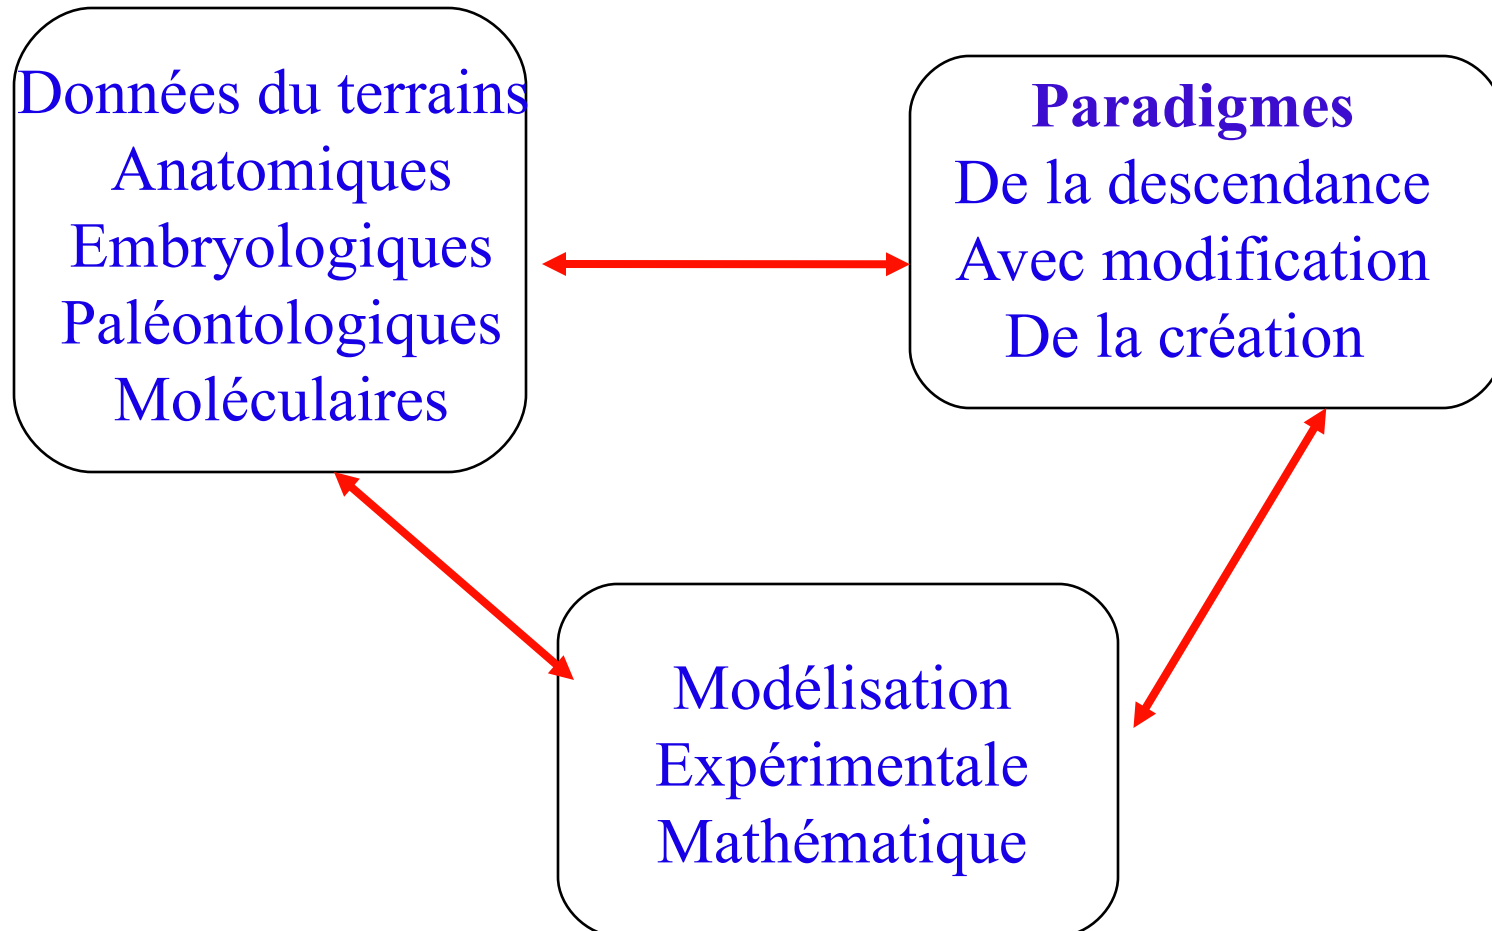 Données du terrains
Anatomiques
Embryologiques
Paléontologiques
Moléculaires
Paradigmes
De la descendance
Avec modification
De la création
Modélisation
Expérimentale
Mathématique